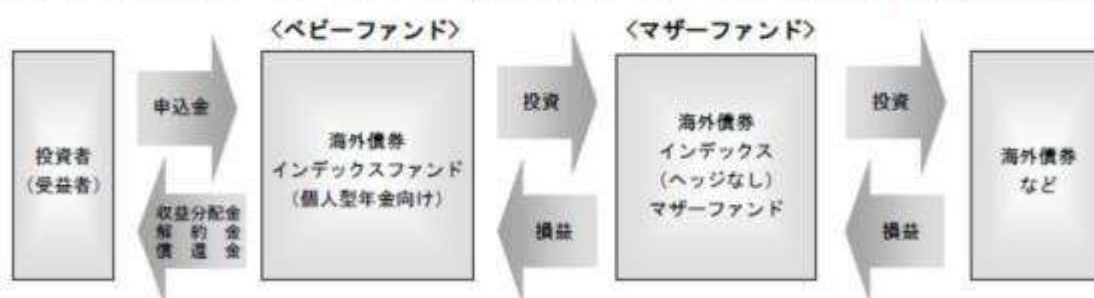 〈ベビーファンド〉
〈マザーファンド〉
投資者
（受益者）
申込金
収益分配金
解約金
償還金
海外債券
インデックスファンド
（個人型年金向け）
投資
損益
海外債券
インデックス
（ヘッジなし）
マザーファンド
投資
損益
海外債券
など